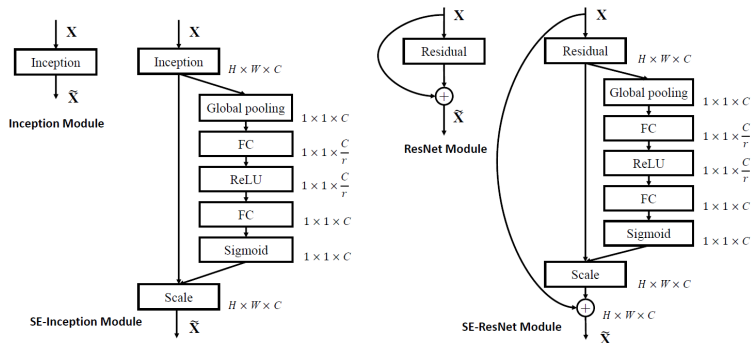 X
Inception
X̃
Inception Module
X
Inception
H × W × C
Global pooling
1 × 1 × C
FC
1 × 1 × C/r
ReLU
1 × 1 × C/r
FC
1 × 1 × C
Sigmoid
1 × 1 × C
Scale
H × W × C
SE-Inception Module
X̃
X
Residual
+
X̃
ResNet Module
X
Residual
H × W × C
Global pooling
1 × 1 × C
FC
1 × 1 × C/r
ReLU
1 × 1 × C/r
FC
1 × 1 × C
Sigmoid
1 × 1 × C
Scale
H × W × C
+
H × W × C
SE-ResNet Module
X̃